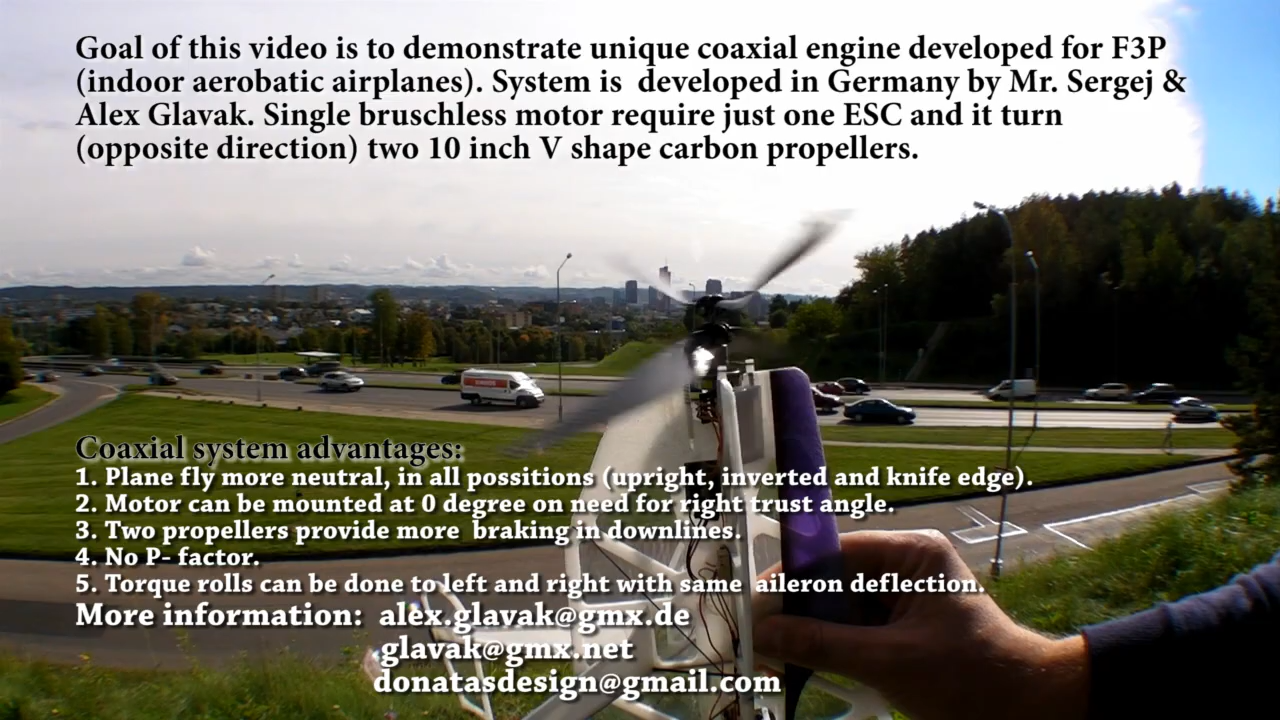 Goal of this video is to demonstrate unique coaxial engine developed for F3P
(indoor aerobatic airplanes). System is developed in Germany by Mr. Sergej &
Alex Glavak. Single bruschless motor require just one ESC and it turn
(opposite direction) two 10 inch V shape carbon propellers.
Coaxial system advantages:
1. Plane fly more neutral, in all possitions (upright, inverted and knife edge).
2. Motor can be mounted at 0 degree on need for right trust angle.
3. Two propellers provide more braking in downlines.
4. No P- factor.
5. Torque rolls can be done to left and right with same aileron deflection.
More information: alex.glavak@gmx.de
glavak@gmx.net
donatasdesign@gmail.com